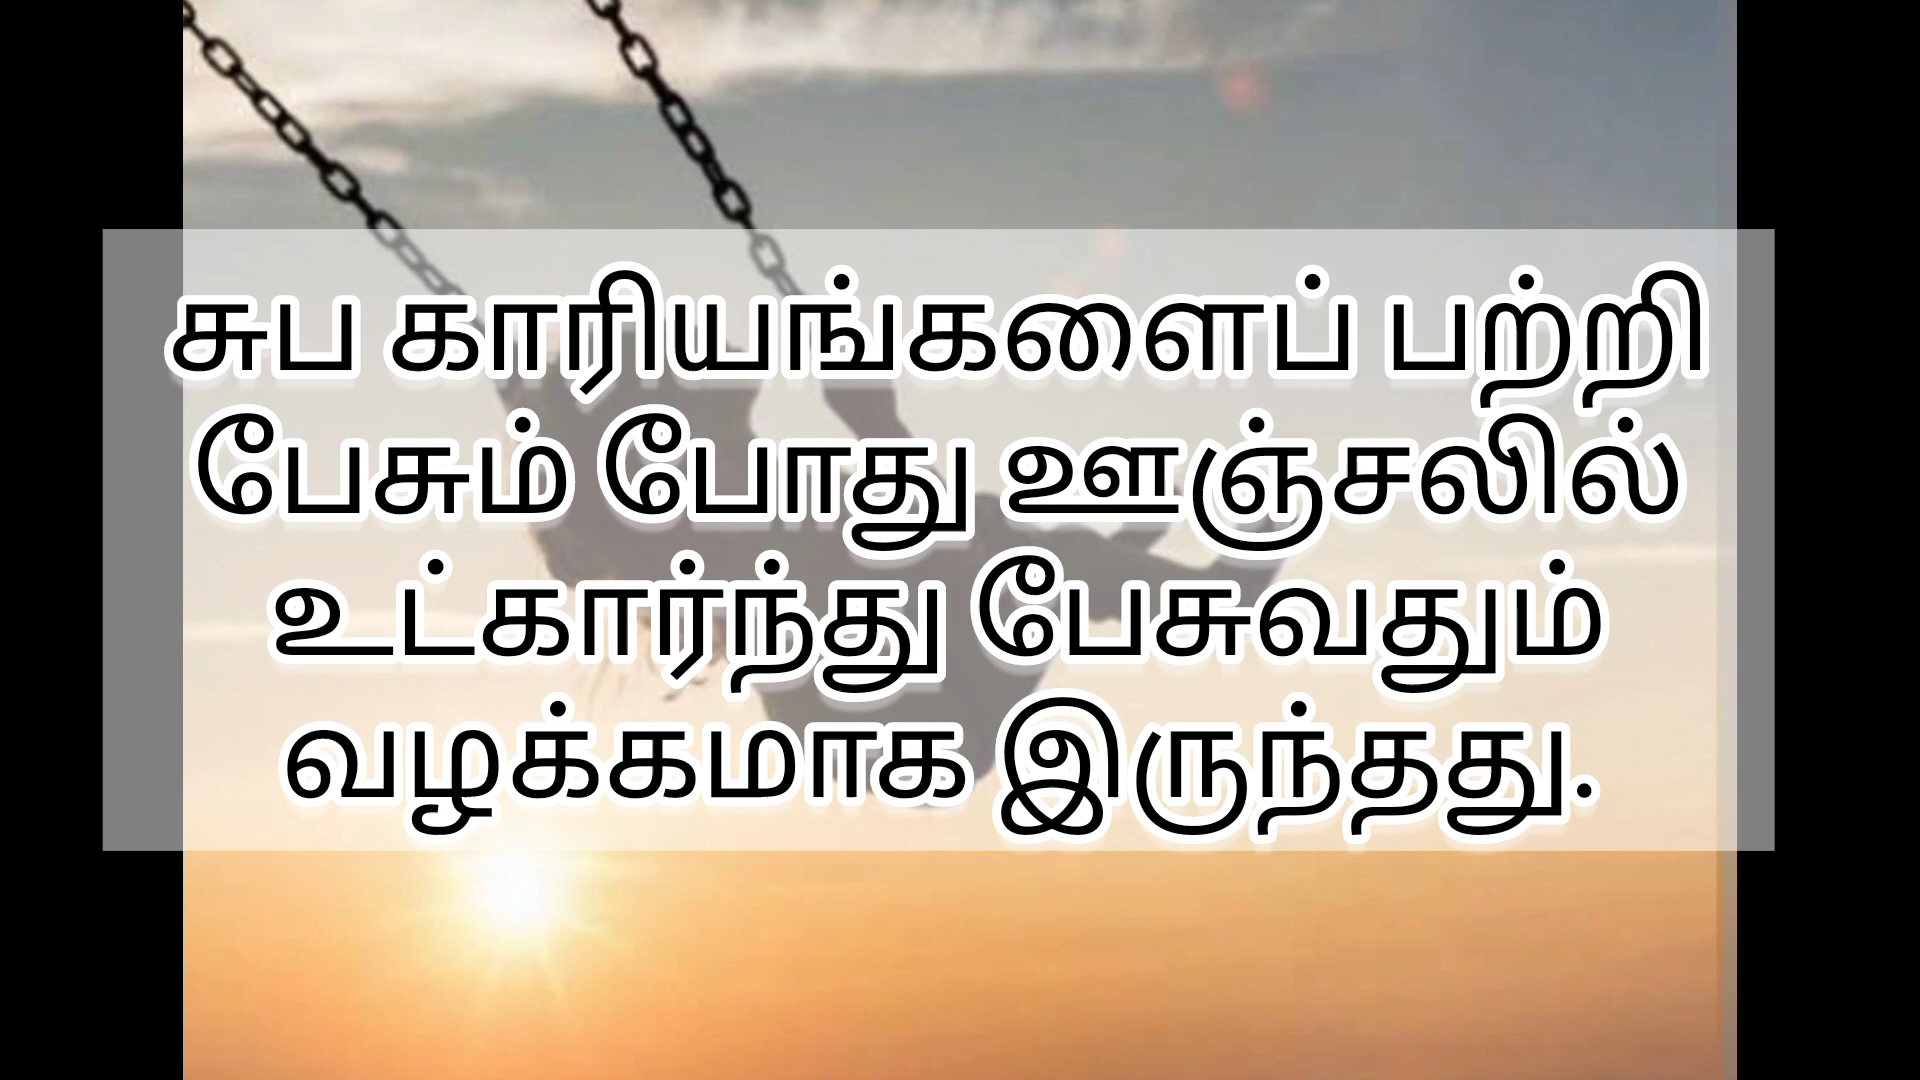 சுப காரியங்களைப் பற்றி
பேசும் போது ஊஞ்சலில்
உட்கார்ந்து பேசுவதும்
வழக்கமாக இருந்தது.